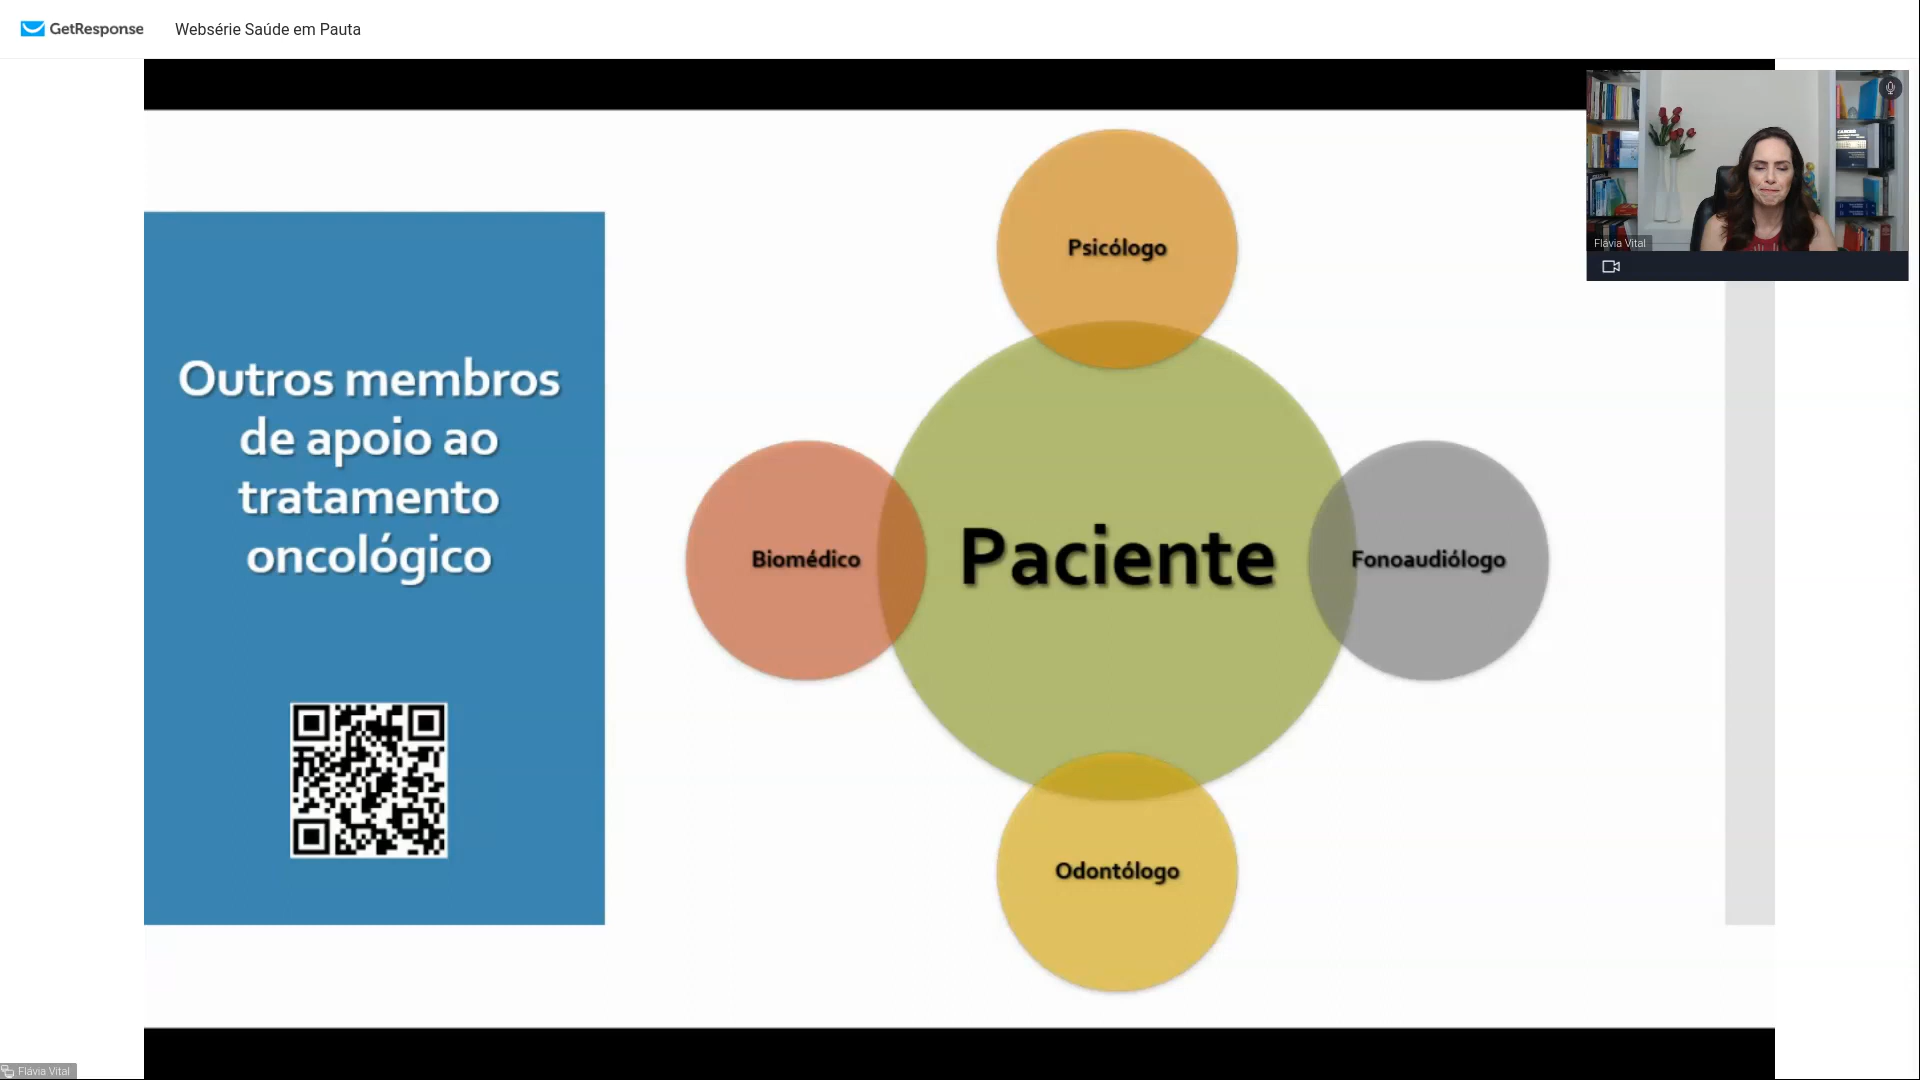 GetResponse
Websérie Saúde em Pauta
Flávia Vital
Outros membros
de apoio ao
tratamento
oncológico
Psicólogo
Biomédico
Paciente
Fonoaudiólogo
Odontólogo
Flávia Vital